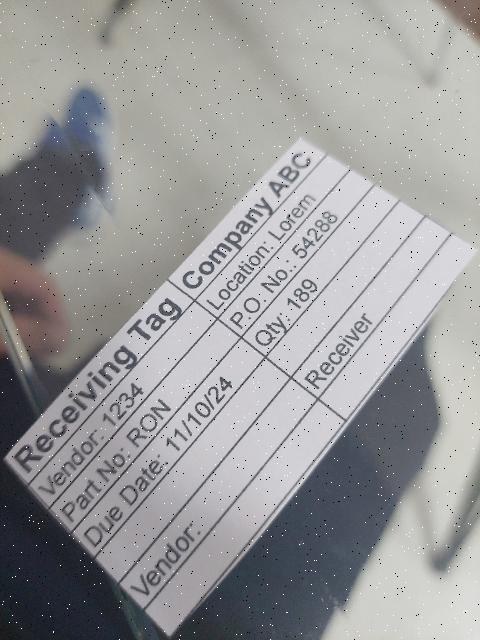 Receiving Tag Company ABC
Vendor: 1234 Location: Lorem
Part No: RON P.O. No.: 54288
Due Date: 11/10/24 Qty: 189
Vendor: Receiver